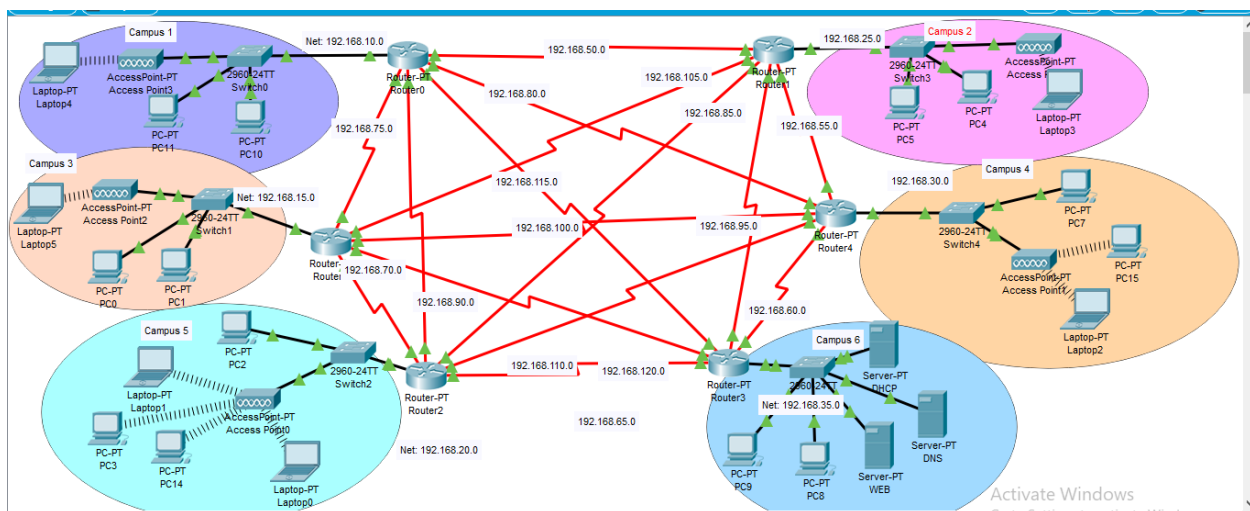 Campus 1
Laptop-PT
Laptop4
AccessPoint-PT
Access Point3
2960-24TT
Switch0
PC-PT
PC11
PC-PT
PC10
Net: 192.168.10.0
Router-PT
Router0
192.168.50.0
192.168.105.0
192.168.80.0
192.168.85.0
192.168.75.0
Router-PT
Router1
192.168.25.0
192.168.55.0
Campus 2
2960-24TT
Switch3
AccessPoint-PT
Access
PC-PT
PC5
PC-PT
PC4
Laptop-PT
Laptop3
Campus 3
Laptop-PT
Laptop5
AccessPoint-PT
Access Point2
2960-24TT
Switch1
PC-PT
PC0
PC-PT
PC1
Net: 192.168.15.0
Router-PT
Router
192.168.70.0
192.168.115.0
192.168.100.0
192.168.95.0
192.168.90.0
Router-PT
Router4
192.168.30.0
192.168.60.0
Campus 4
2960-24TT
Switch4
PC-PT
PC7
PC-PT
PC15
AccessPoint-PT
Access Point1
Laptop-PT
Laptop2
Campus 5
PC-PT
PC2
2960-24TT
Switch2
Laptop-PT
Laptop1
AccessPoint-PT
Access Point0
PC-PT
PC3
PC-PT
PC14
Laptop-PT
Laptop0
Router-PT
Router2
192.168.110.0
192.168.120.0
192.168.65.0
Net: 192.168.20.0
Router-PT
Router3
Campus 6
2960-24TT
Server-PT
DHCP
Net: 192.168.35.0
Server-PT
DNS
PC-PT
PC9
PC-PT
PC8
Server-PT
WEB
Activate Windows